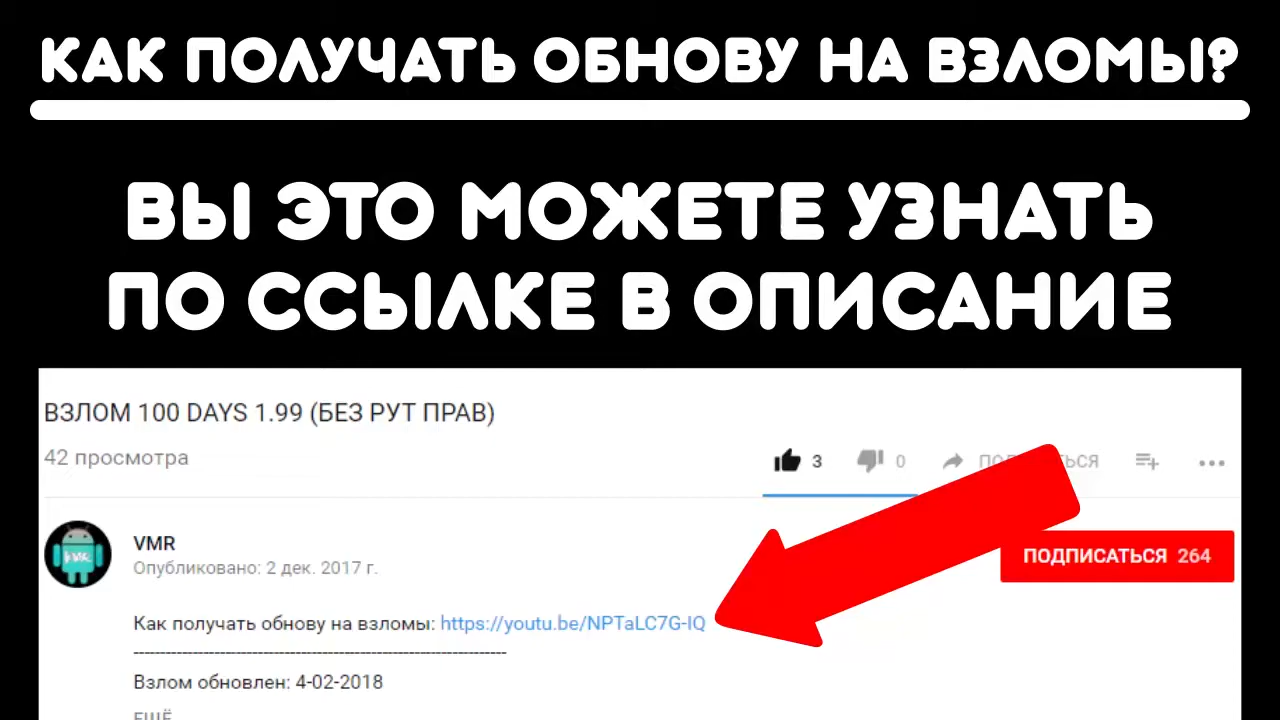 КАК ПОЛУЧАТЬ ОБНОВУ НА ВЗЛОМЫ?
ВЫ ЭТО МОЖЕТЕ УЗНАТЬ
ПО ССЫЛКЕ В ОПИСАНИЕ
ВЗЛОМ 100 DAYS 1.99 (БЕЗ РУТ ПРАВ)
42 просмотра
3 0
VMR
VMR
Опубликовано: 2 дек. 2017 г.
ПОДПИСАТЬСЯ 264
Как получать обнову на взломы: https://youtu.be/NPTaLC7G-IQ
Взлом обновлен: 4-02-2018
ЕЩЁ